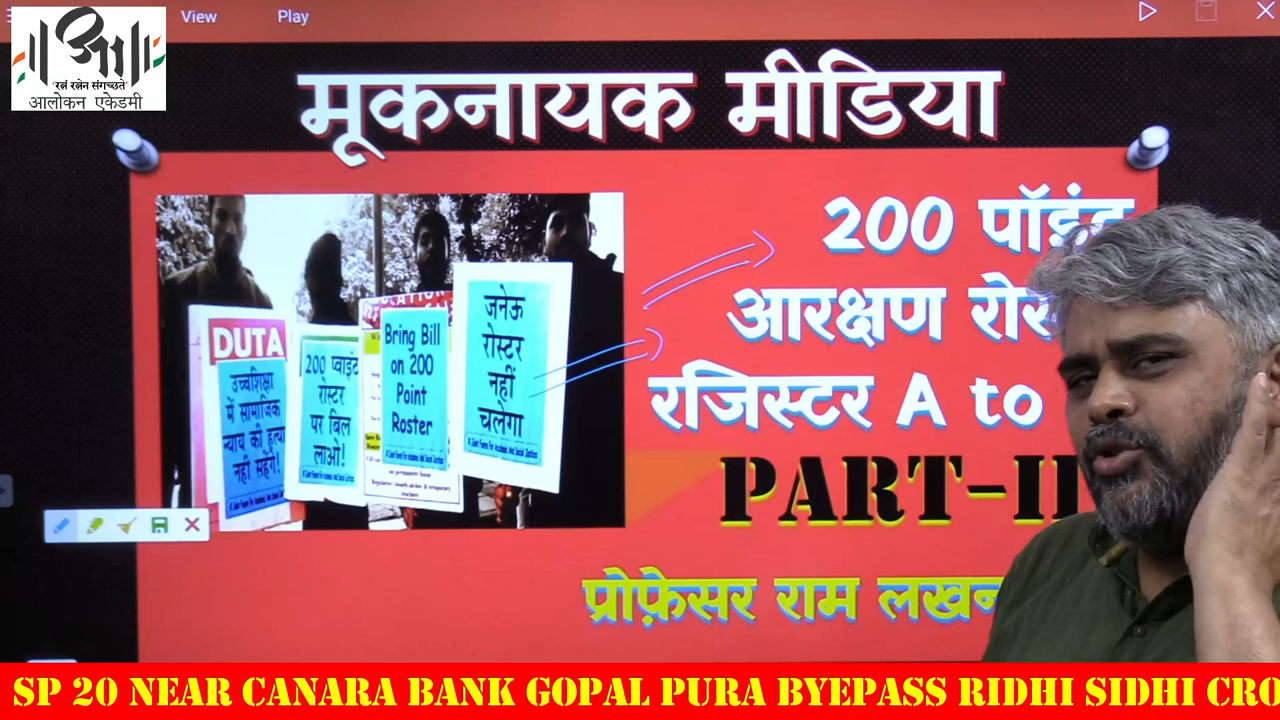 View
Play
रत्नं रत्नेन संगच्छते
आलोकन एकेडमी
मूकनायक मीडिया
200 पॉइंट
आरक्षण
रजिस्टर A to
PART-II
प्रोफ़ेसर राम
DUTA
उच्चशिक्षा
में सामाजिक
न्याय की हत्या
नहीं सहेंगे!
200 प्वाइंट
रोस्टर
पर बिल
लाओ!
Bring Bill
on 200
Point
Roster
जनेऊ
रोस्टर
नहीं
चलेगा
SP 20 NEAR CANARA BANK GOPAL PURA BYEPASS RIDHI SIDHI CRO